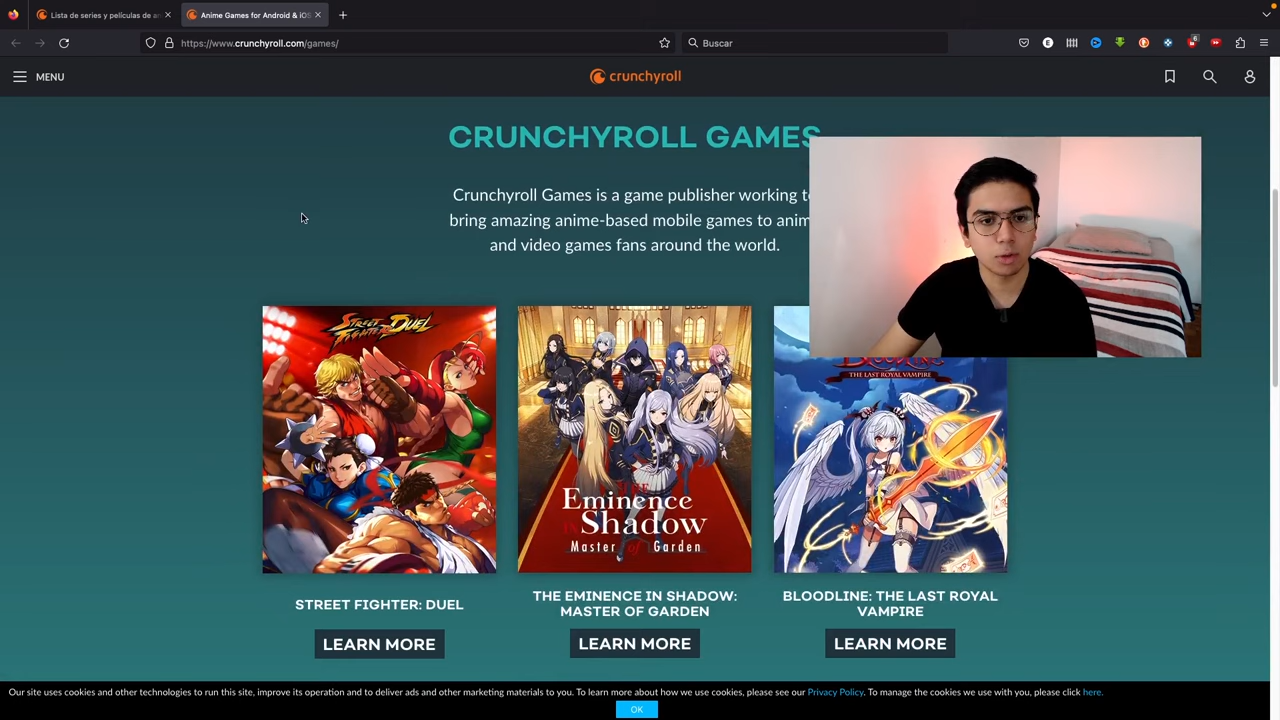 Lista de series y películas de an
Anime Games for Android & iOS
https://www.crunchyroll.com/games/
Buscar
6
MENU
crunchyroll
CRUNCHYROLL GAMES
Crunchyroll Games is a game publisher working to
bring amazing anime-based mobile games to anim
and video games fans around the world.
STREET FIGHTER DUEL
THE LAST ROYAL VAMPIRE
THE
Eminence
IN Shadow
Master of Garden
STREET FIGHTER: DUEL
THE EMINENCE IN SHADOW:
MASTER OF GARDEN
BLOODLINE: THE LAST ROYAL
VAMPIRE
LEARN MORE
LEARN MORE
LEARN MORE
Our site uses cookies and other technologies to run this site, improve its operation and to deliver ads and other marketing materials to you. To learn more about how we use cookies, please see our Privacy Policy. To manage the cookies we use with you, please click here.
OK